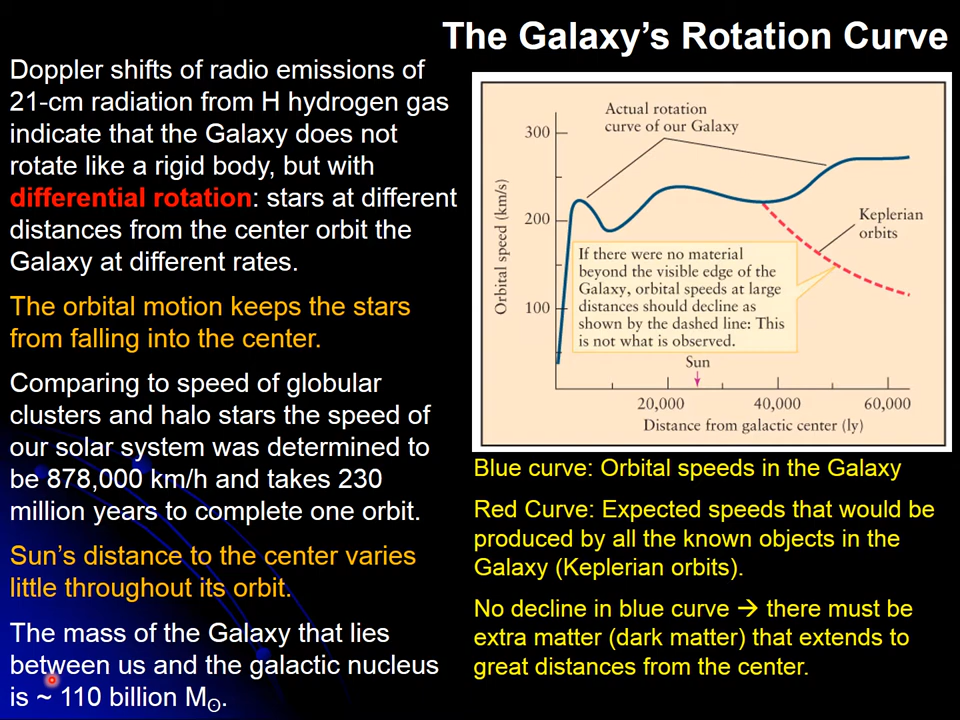 The Galaxy's Rotation Curve
Doppler shifts of radio emissions of
21-cm radiation from H hydrogen gas
indicate that the Galaxy does not
rotate like a rigid body, but with
differential rotation: stars at different
distances from the center orbit the
Galaxy at different rates.
The orbital motion keeps the stars
from falling into the center.
Comparing to speed of globular
clusters and halo stars the speed of
our solar system was determined to
be 878,000 km/h and takes 230
million years to complete one orbit.
Sun's distance to the center varies
little throughout its orbit.
The mass of the Galaxy that lies
between us and the galactic nucleus
is ~ 110 billion M☉.
Actual rotation
curve of our Galaxy
300
200
100
Orbital speed (km/s)
Keplerian
orbits
If there were no material
beyond the visible edge of the
Galaxy, orbital speeds at large
distances should decline as
shown by the dashed line: This
is not what is observed.
Sun
20,000 40,000 60,000
Distance from galactic center (ly)
Blue curve: Orbital speeds in the Galaxy
Red Curve: Expected speeds that would be
produced by all the known objects in the
Galaxy (Keplerian orbits).
No decline in blue curve → there must be
extra matter (dark matter) that extends to
great distances from the center.